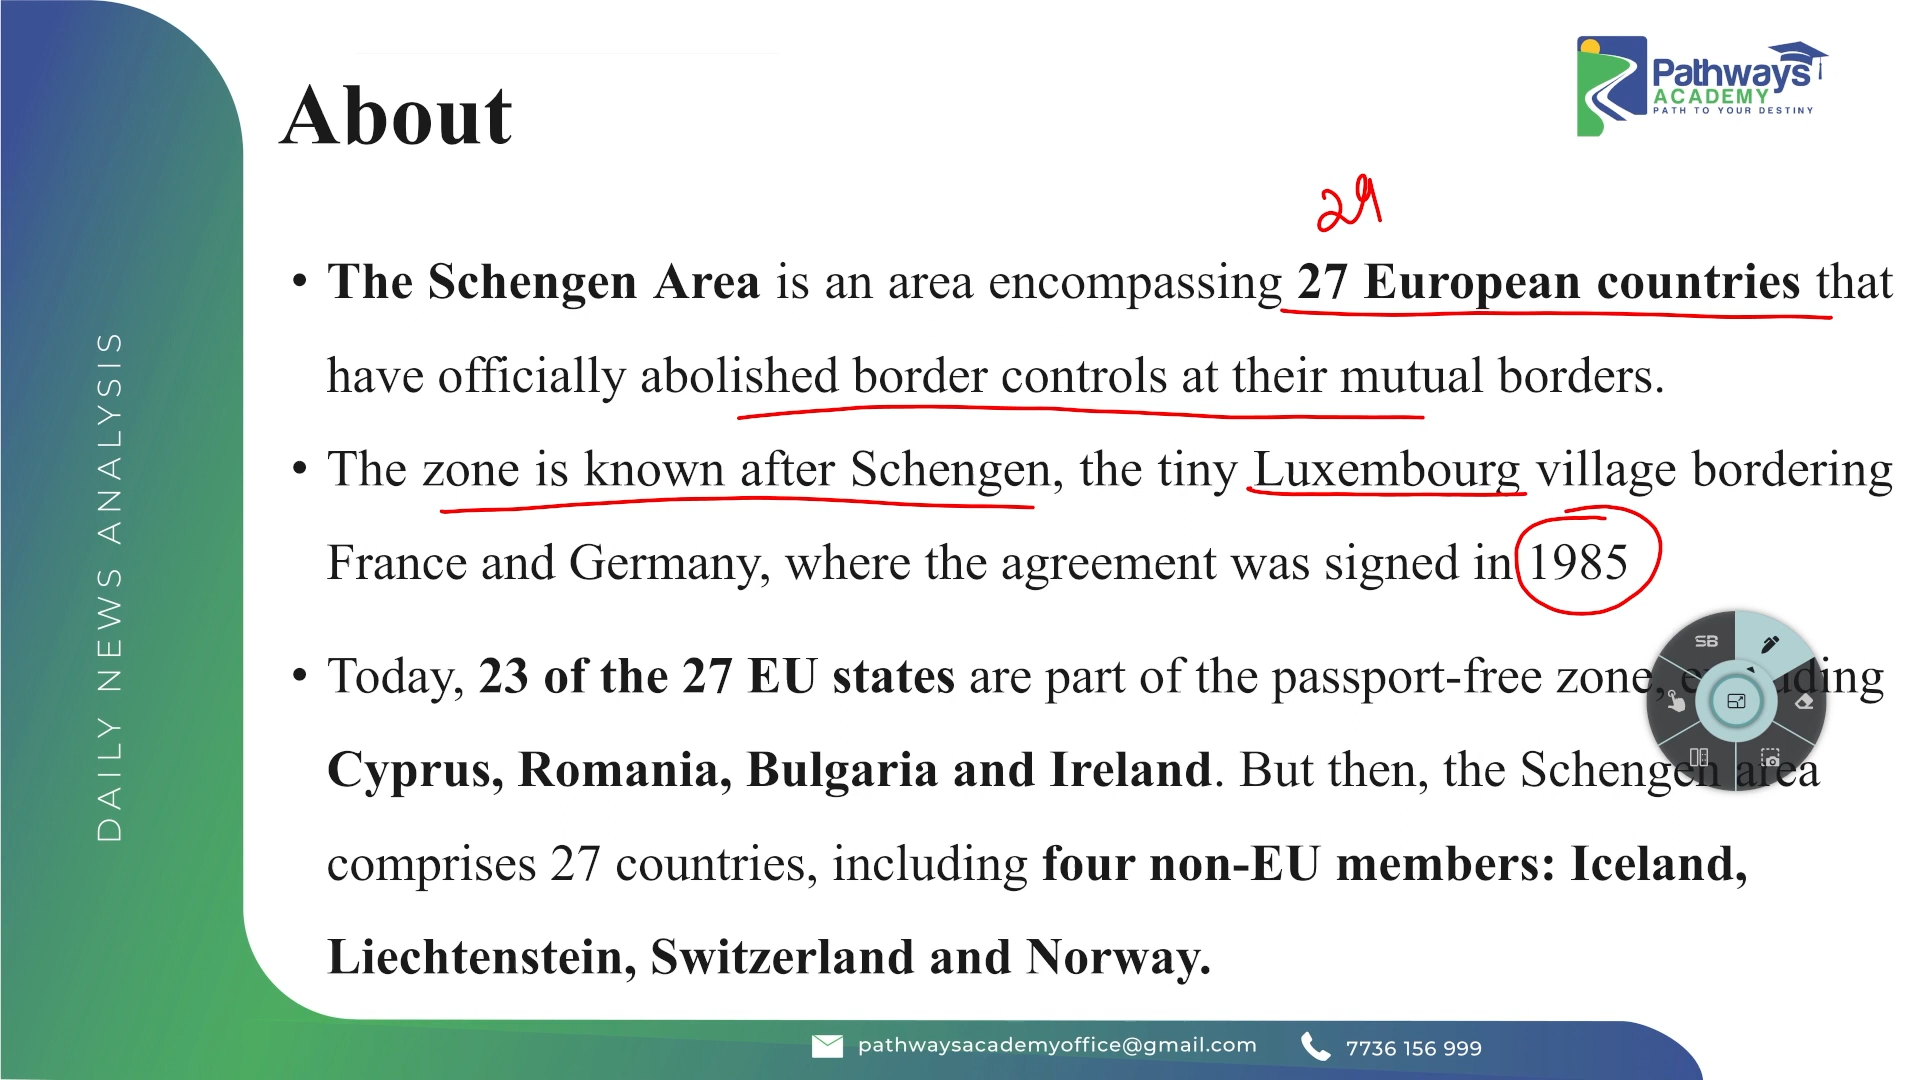 About
Pathways
ACADEMY
PATH TO YOUR DESTINY
29
• The Schengen Area is an area encompassing 27 European countries that
have officially abolished border controls at their mutual borders.
• The zone is known after Schengen, the tiny Luxembourg village bordering
France and Germany, where the agreement was signed in 1985
• Today, 23 of the 27 EU states are part of the passport-free zone,
Cyprus, Romania, Bulgaria and Ireland. But then, the Schengen area
comprises 27 countries, including four non-EU members: Iceland,
Liechtenstein, Switzerland and Norway.
SB
DAILY NEWS ANALYSIS
pathwaysacademyoffice@gmail.com
7736 156 999